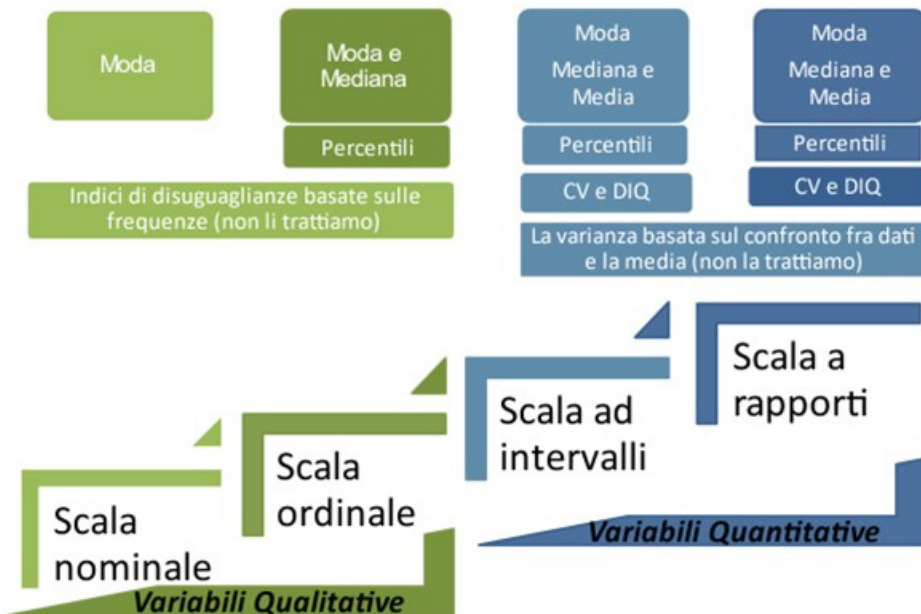 Moda
Moda e
Mediana
Percentili
Indici di disuguaglianze basate sulle
frequenze (non li trattiamo)
Moda
Mediana e
Media
Percentili
CV e DIQ
Moda
Mediana e
Media
Percentili
CV e DIQ
La varianza basata sul confronto fra dati
e la media (non la trattiamo)
Scala
nominale
Scala
ordinale
Scala ad
intervalli
Scala a
rapporti
Variabili Qualitative
Variabili Quantitative